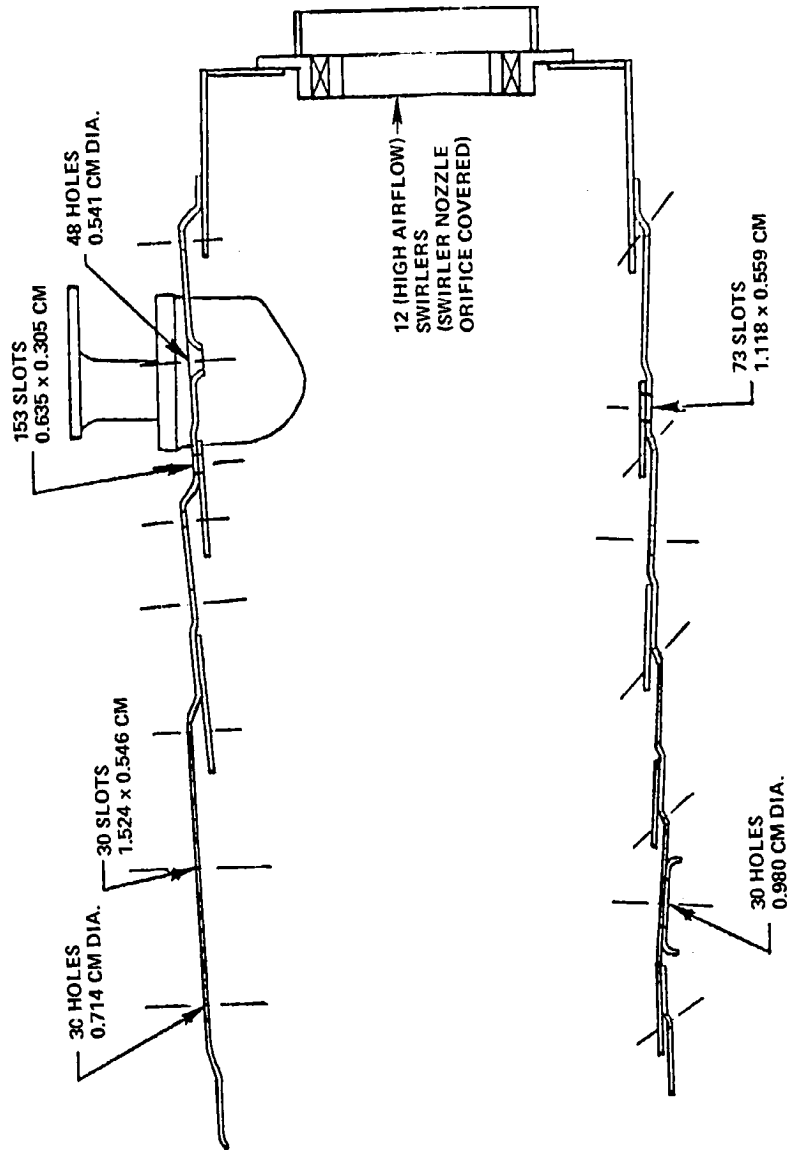 48 HOLES
0.541 CM DIA.
153 SLOTS
0.635 x 0.305 CM
30 SLOTS
1.524 x 0.546 CM
30 HOLES
0.714 CM DIA.
12 (HIGH AIRFLOW)
SWIRLERS
(SWIRLER NOZZLE
ORIFICE COVERED)
73 SLOTS
1.118 x 0.559 CM
30 HOLES
0.980 CM DIA.